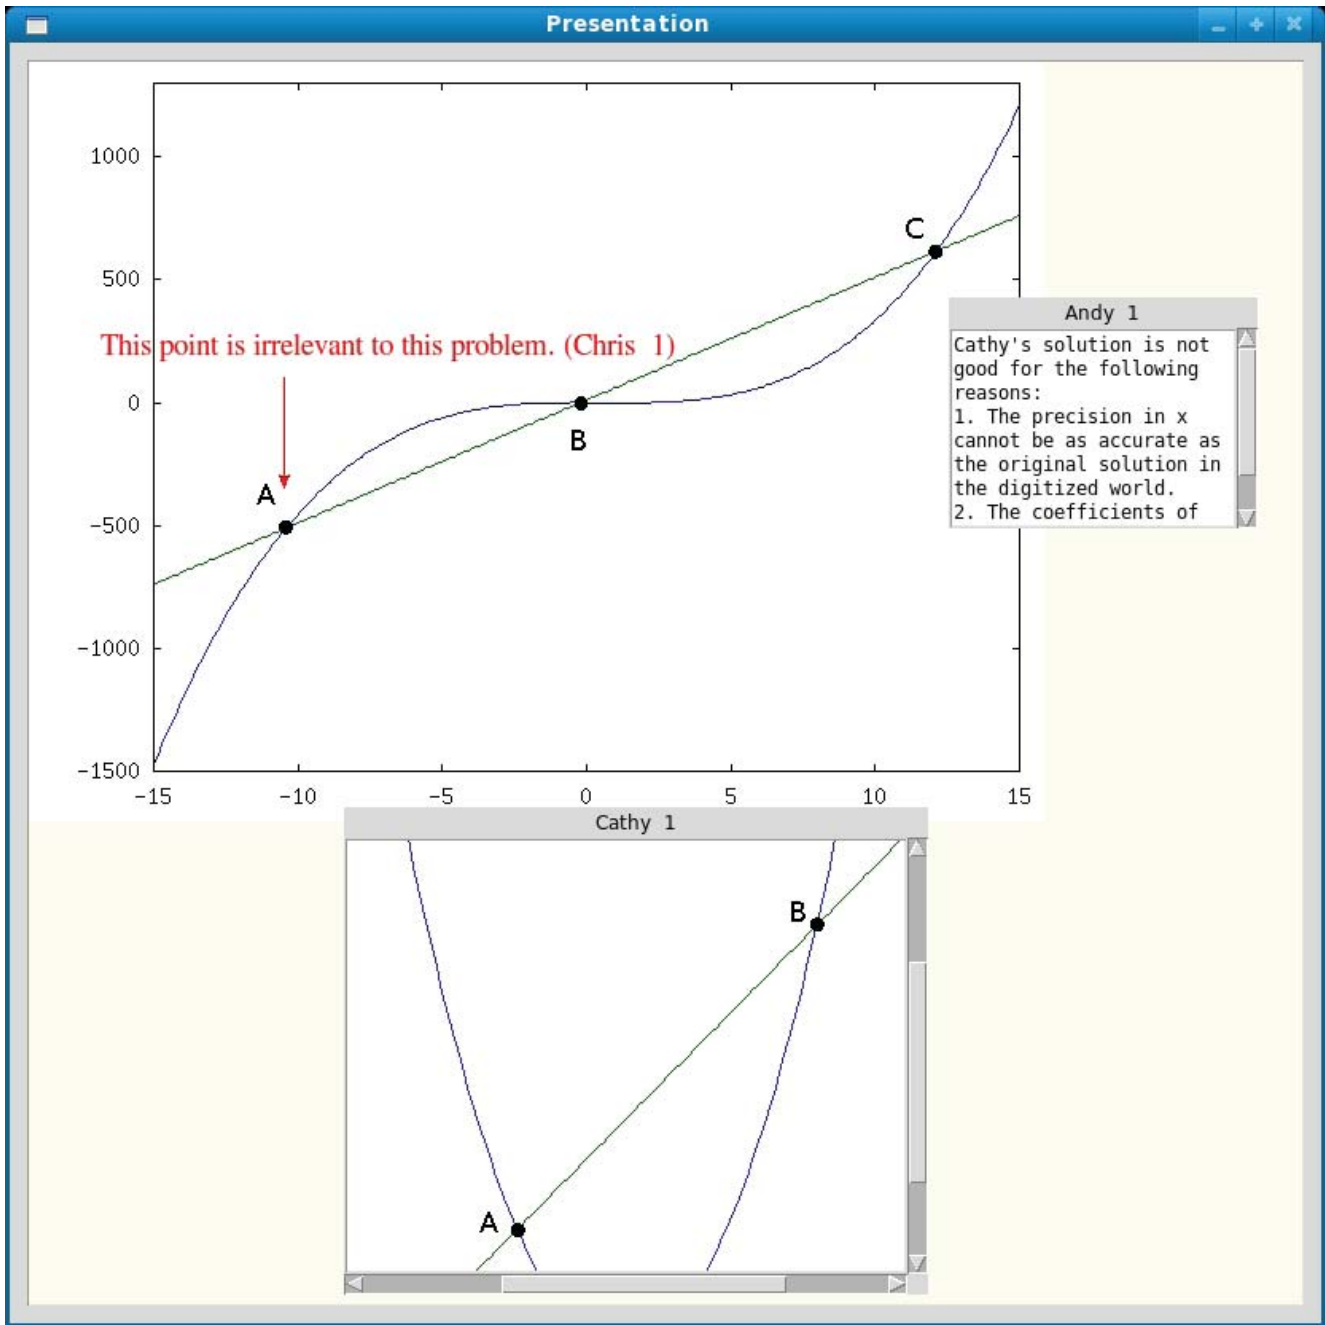 Presentation
1000
500
0
−500
−1000
−1500
−15 −10 −5 0 5 10 15
C
This point is irrelevant to this problem. (Chris 1)
B
A
Andy 1
Cathy's solution is not
good for the following
reasons:
1. The precision in x
cannot be as accurate as
the original solution in
the digitized world.
2. The coefficients of
Cathy 1
B
A